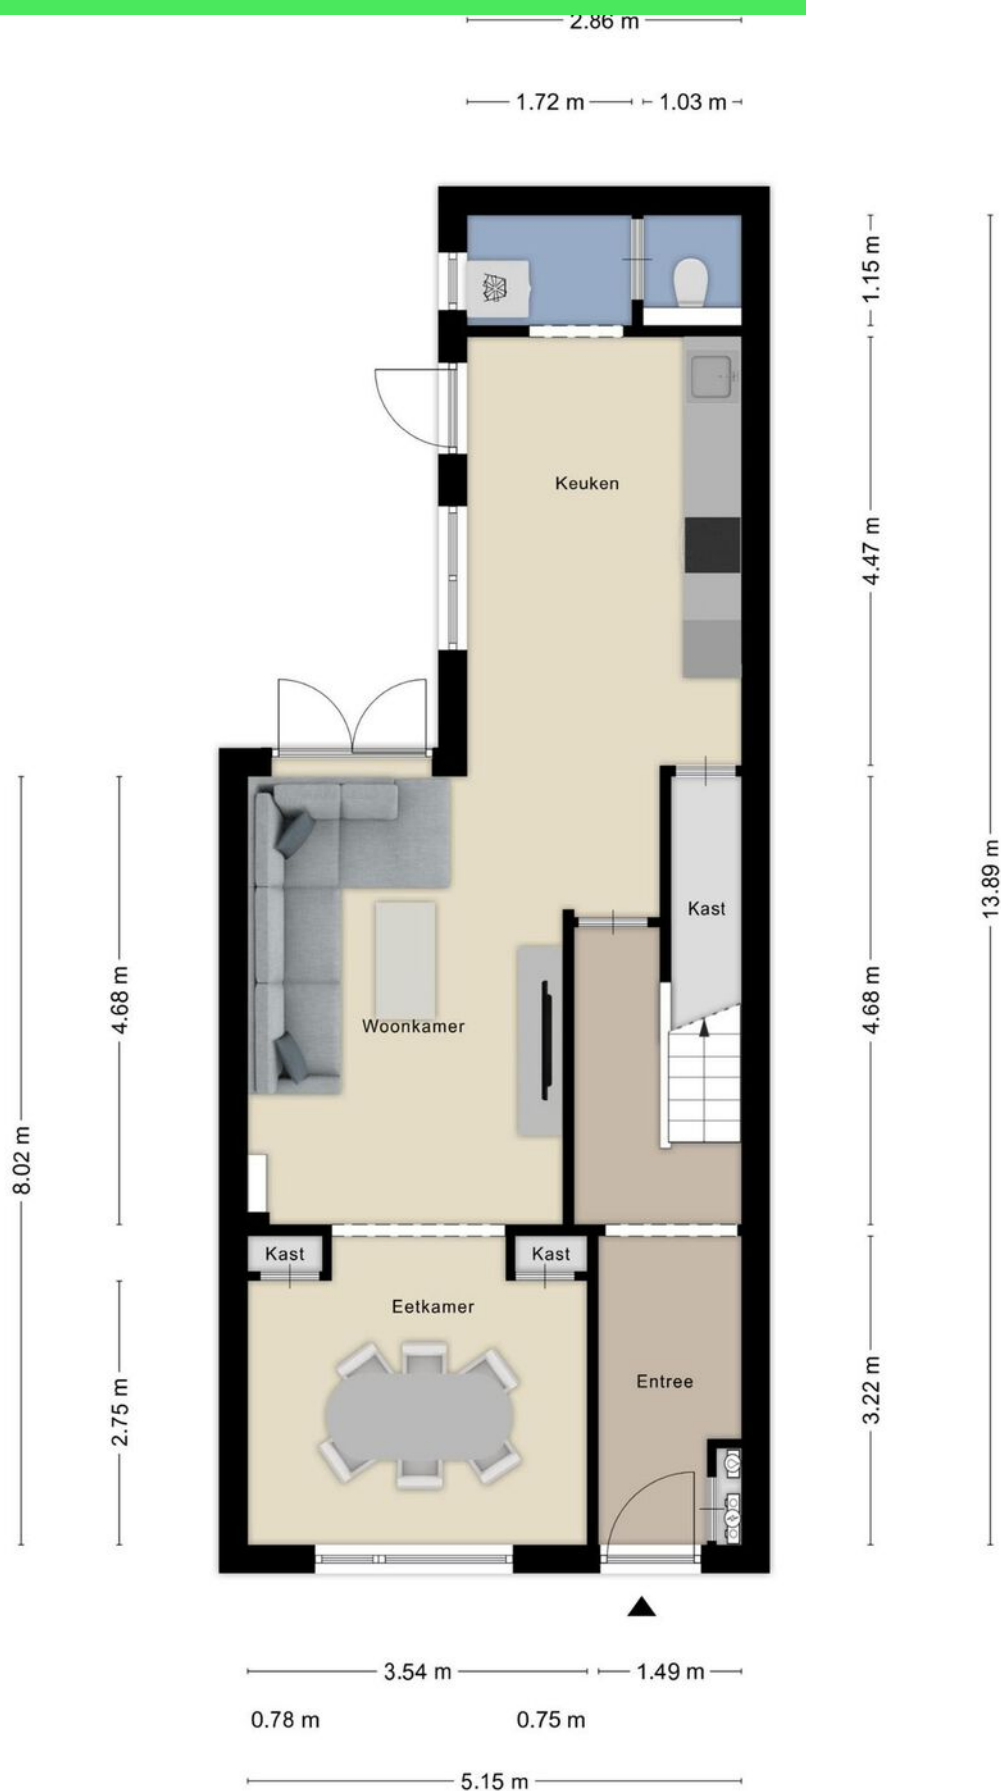 2.86 m
1.72 m
1.03 m
1.15 m
Keuken
4.47 m
13.89 m
Kast
4.68 m
4.68 m
Woonkamer
8.02 m
Kast
Kast
Eetkamer
Entree
2.75 m
3.22 m
3.54 m
1.49 m
0.78 m
0.75 m
5.15 m